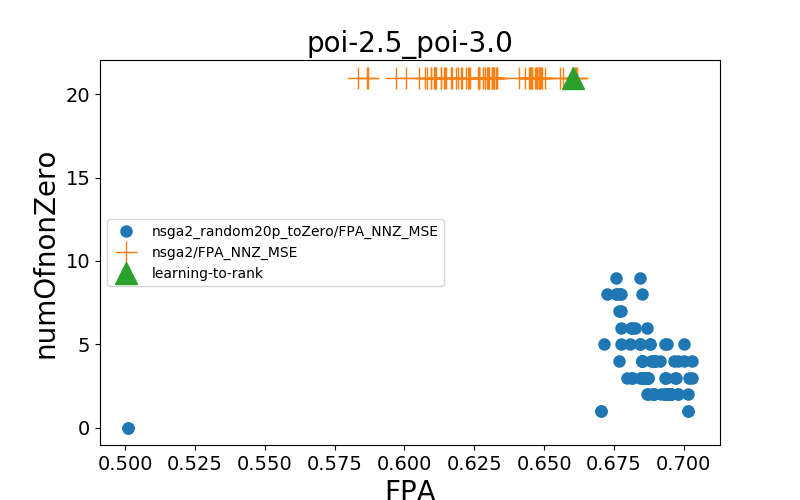 poi-2.5_poi-3.0
numOfnonZero
20
15
10
5
0
nsga2_random20p_toZero/FPA_NNZ_MSE
nsga2/FPA_NNZ_MSE
learning-to-rank
0.500 0.525 0.550 0.575 0.600 0.625 0.650 0.675 0.700
FPA